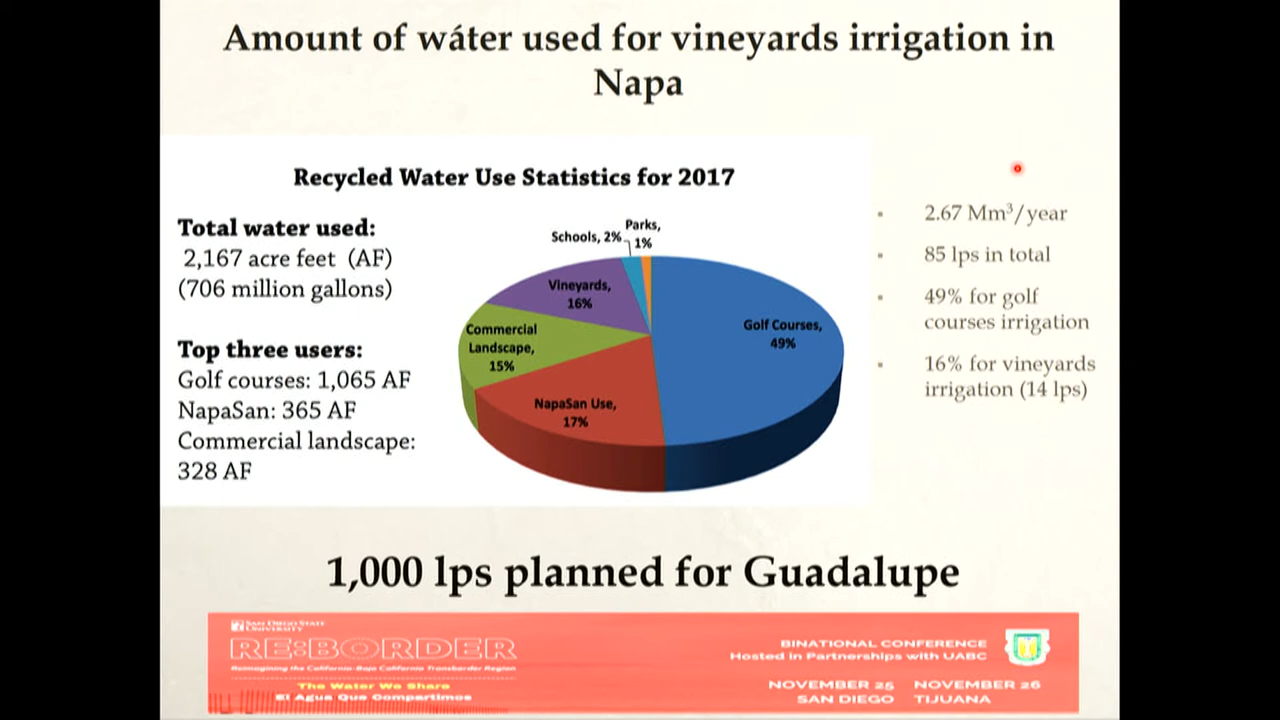 Amount of wáter used for vineyards irrigation in
Napa
Recycled Water Use Statistics for 2017
Total water used:
2,167 acre feet (AF)
(706 million gallons)
Top three users:
Golf courses: 1,065 AF
NapaSan: 365 AF
Commercial landscape:
328 AF
Parks,
1%
Schools, 2%
Vineyards,
16%
Commercial
Landscape,
15%
NapaSan Use,
17%
Golf Courses,
49%
▪ 2.67 Mm³/year
▪ 85 lps in total
▪ 49% for golf
courses irrigation
▪ 16% for vineyards
irrigation (14 lps)
1,000 lps planned for Guadalupe
SAN DIEGO STATE
UNIVERSITY
RE:BORDER
Reimagining the California-Baja California Transborder Region
The Water We Share
El Agua Que Compartimos
BINATIONAL CONFERENCE
Hosted in Partnerships with UABC
NOVEMBER 25 NOVEMBER 26
SAN DIEGO TIJUANA